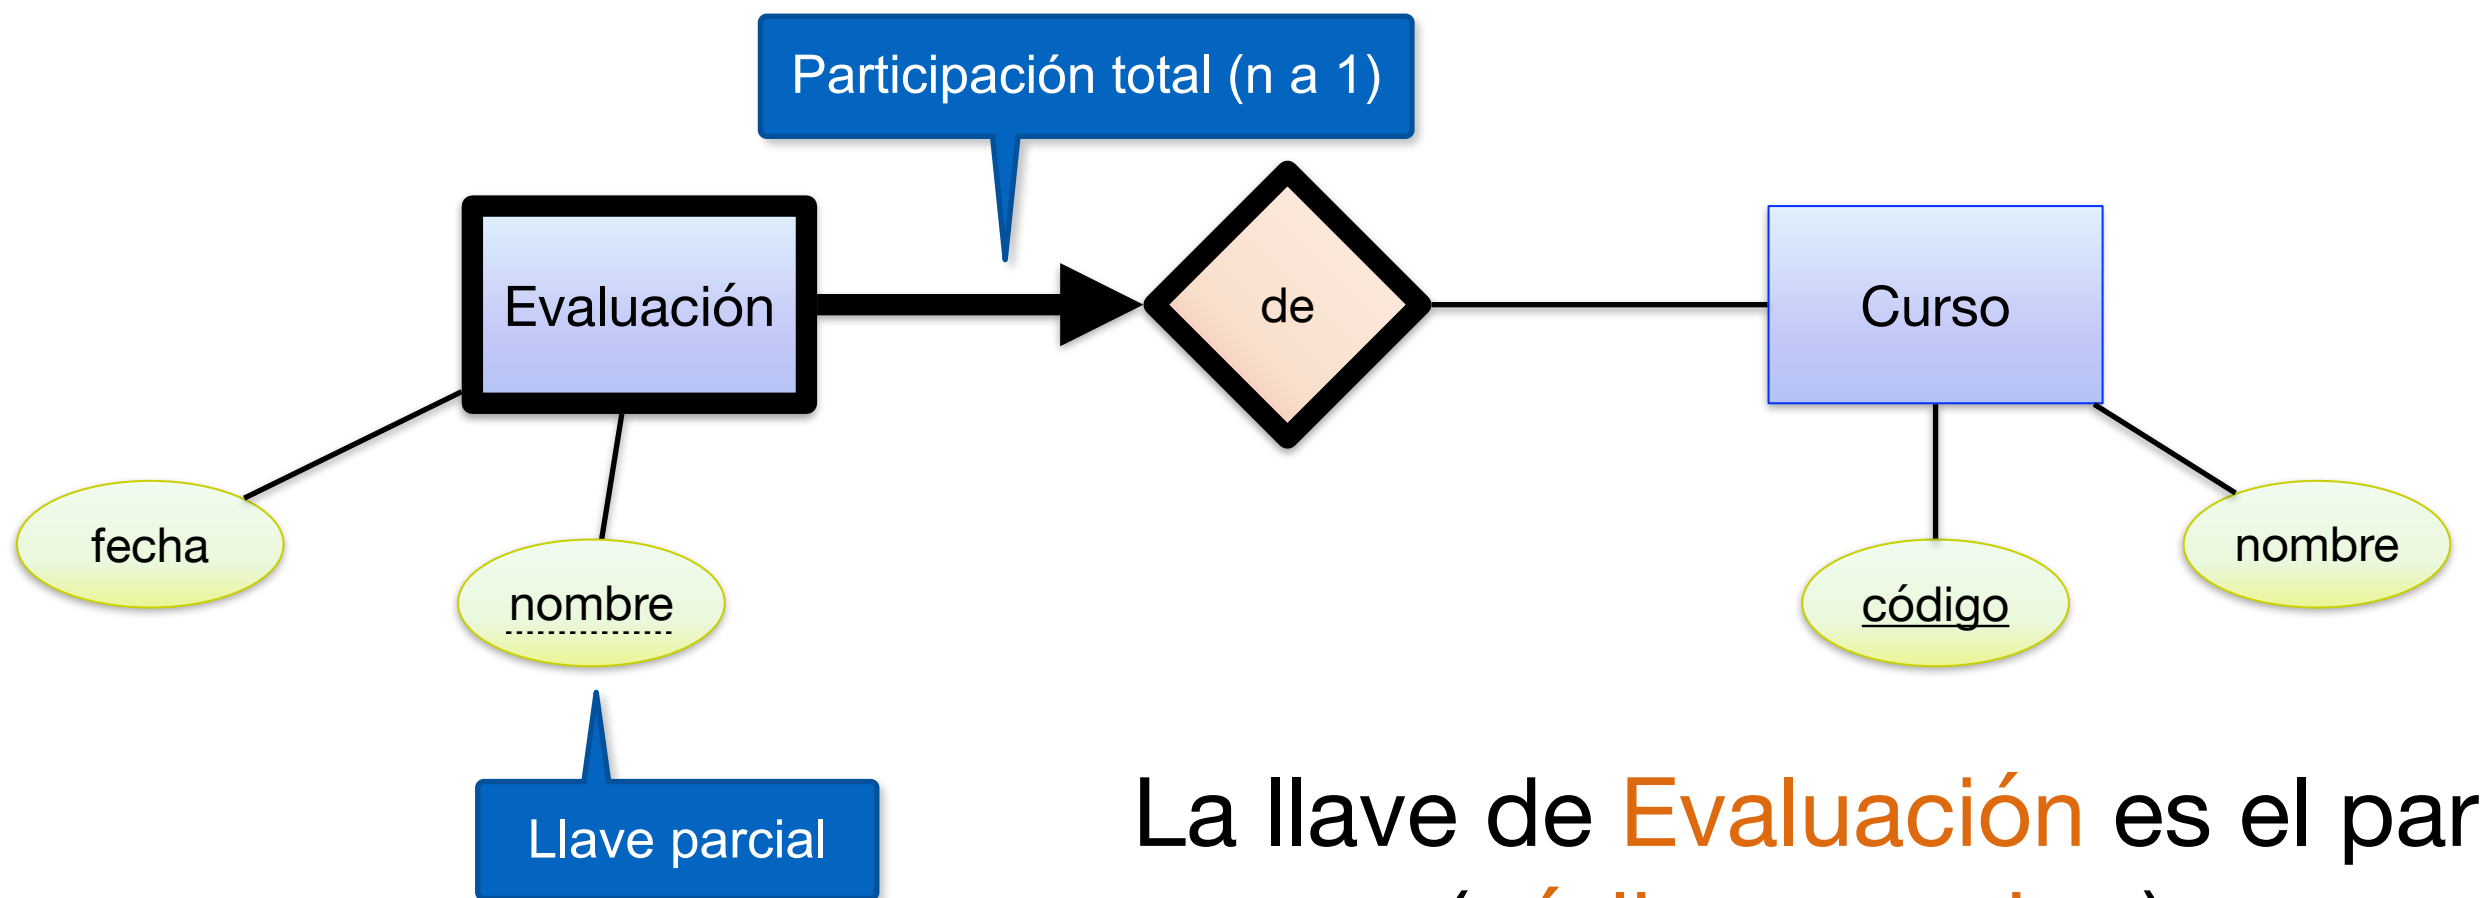 Participación total (n a 1)
Evaluación
de
Curso
fecha
nombre
código
nombre
Llave parcial
La llave de Evaluación es el par